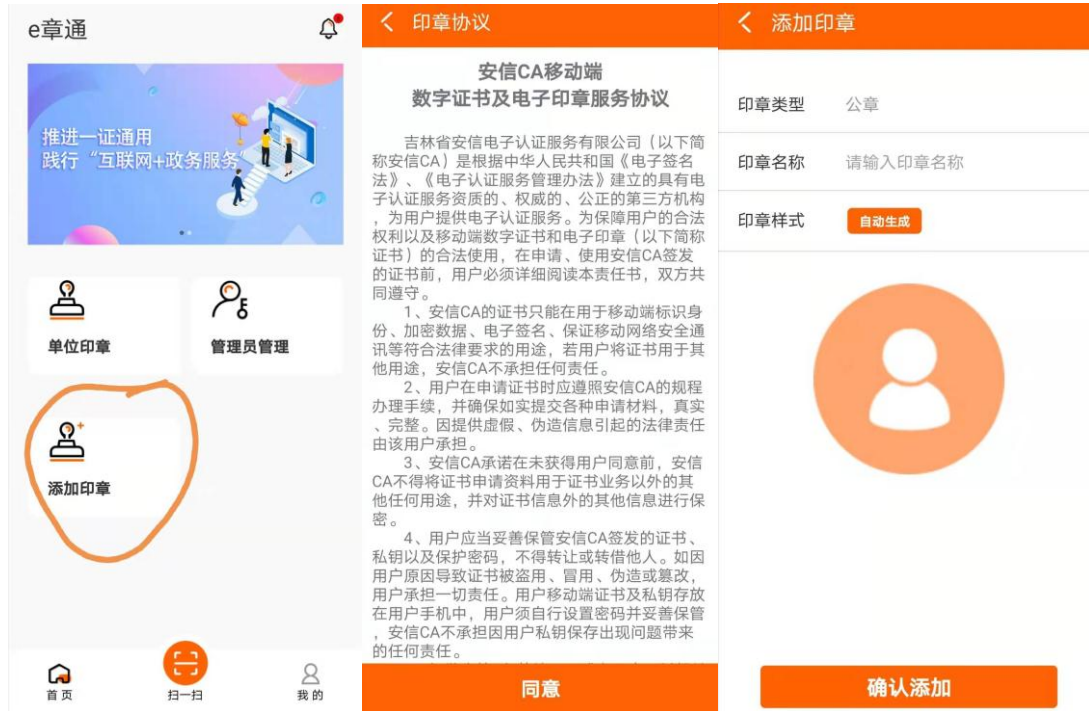 e章通
推进一证通用
践行“互联网+政务服务”
单位印章
管理员管理
添加印章
首页
扫一扫
我的
印章协议
安信CA移动端
数字证书及电子印章服务协议
吉林省安信电子认证服务有限公司（以下简
称安信CA）是根据中华人民共和国《电子签名
法》、《电子认证服务管理办法》建立的具有电
子认证服务资质的、权威的、公正的第三方机构
，为用户提供电子认证服务。为保障用户的合法
权利以及移动端数字证书和电子印章（以下简称
证书）的合法使用，在申请、使用安信CA签发
的证书前，用户必须详细阅读本责任书，双方共
同遵守。
1、安信CA的证书只能在用于移动端标识身
份、加密数据、电子签名、保证移动网络安全通
讯等符合法律要求的用途，若用户将证书用于其
他用途，安信CA不承担任何责任。
2、用户在申请证书时应遵照安信CA的规程
办理手续，并确保如实提交各种申请材料，真实
、完整。因提供虚假、伪造信息引起的法律责任
由该用户承担。
3、安信CA承诺在未获得用户同意前，安信
CA不得将证书申请资料用于证书业务以外的其
他任何用途，并对证书信息外的其他信息进行保
密。
4、用户应当妥善保管安信CA签发的证书、
私钥以及保护密码，不得转让或转借他人。如因
用户原因导致证书被盗用、冒用、伪造或篡改，
用户承担一切责任。用户移动端证书及私钥存放
在用户手机中，用户须自行设置密码并妥善保管
，安信CA不承担因用户私钥保存出现问题带来
的任何责任。
同意
添加印章
印章类型 公章
印章名称 请输入印章名称
印章样式 自动生成
确认添加